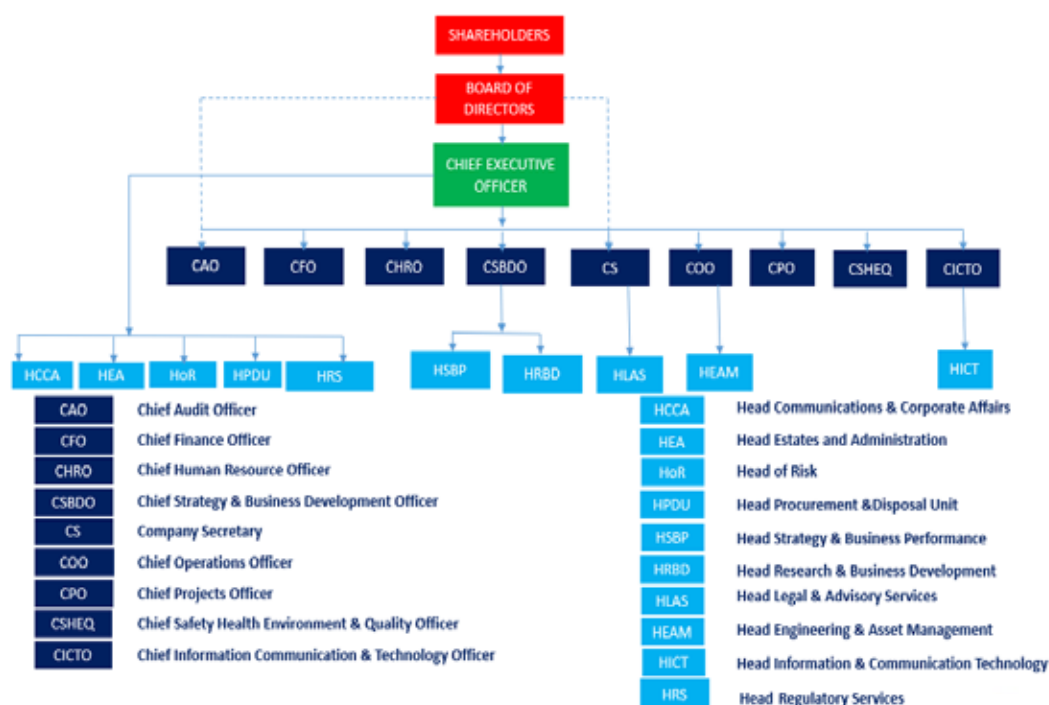 SHAREHOLDERS
BOARD OF
DIRECTORS
CHIEF EXECUTIVE
OFFICER
CAO
CFO
CHRO
CSBDO
CS
COO
CPO
CSHEQ
CICTO
HCCA
HEA
HoR
HPDU
HRS
HSBP
HRBD
HLAS
HEAM
HICT
CAO Chief Audit Officer
CFO Chief Finance Officer
CHRO Chief Human Resource Officer
CSBDO Chief Strategy & Business Development Officer
CS Company Secretary
COO Chief Operations Officer
CPO Chief Projects Officer
CSHEQ Chief Safety Health Environment & Quality Officer
CICTO Chief Information Communication & Technology Officer
HCCA Head Communications & Corporate Affairs
HEA Head Estates and Administration
HoR Head of Risk
HPDU Head Procurement &Disposal Unit
HSBP Head Strategy & Business Performance
HRBD Head Research & Business Development
HLAS Head Legal & Advisory Services
HEAM Head Engineering & Asset Management
HICT Head Information & Communication Technology
HRS Head Regulatory Services